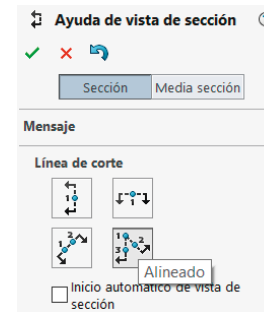 Ayuda de vista de sección
Sección Media sección
Mensaje
Línea de corte
Alineado
Inicio automático de vista de
sección